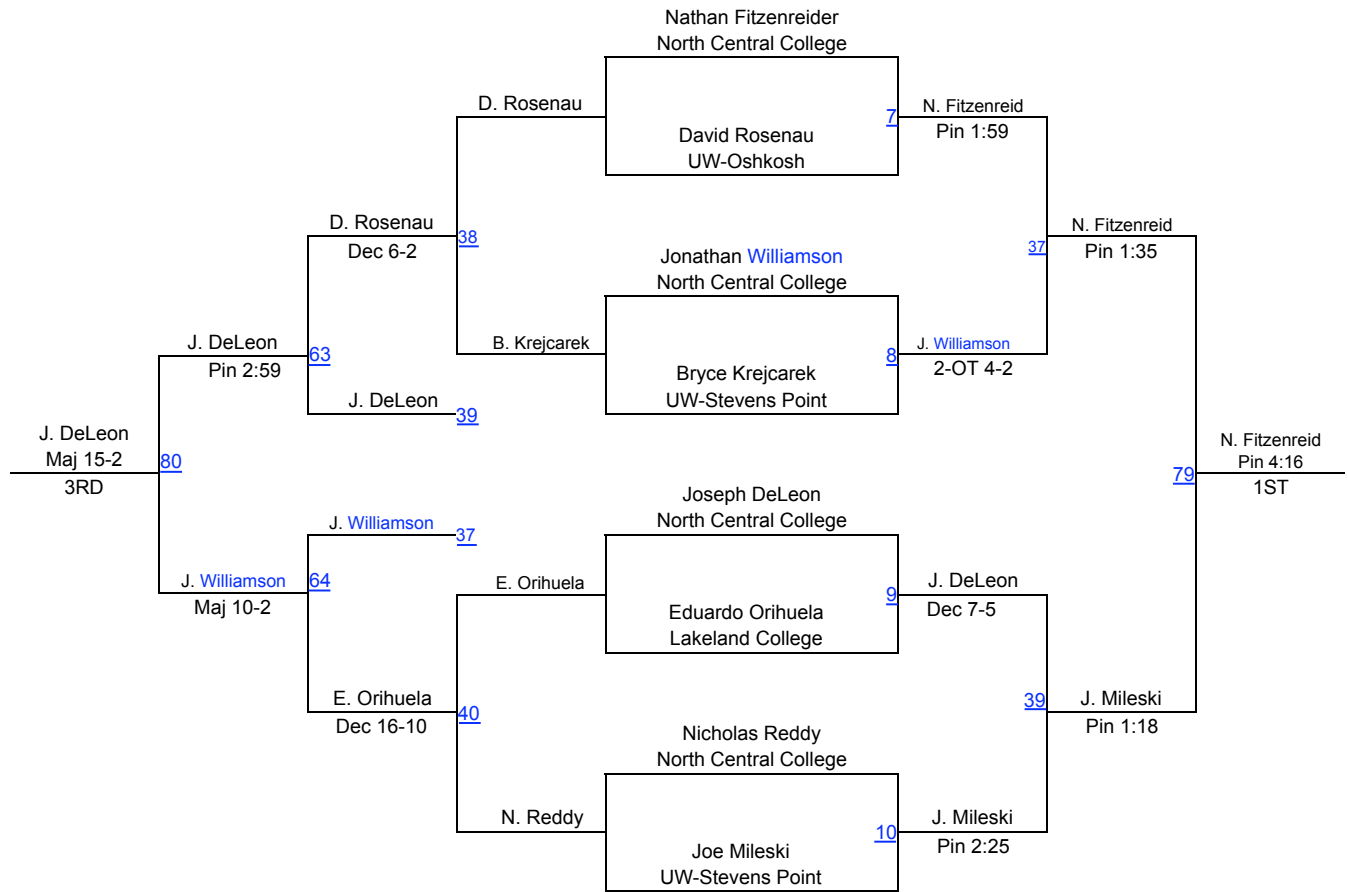 Nathan Fitzenreider
North Central College
D. Rosenau
7
N. Fitzenreid
Pin 1:59
David Rosenau
UW-Oshkosh
D. Rosenau
Dec 6-2
38
Jonathan Williamson
North Central College
37
N. Fitzenreid
Pin 1:35
J. DeLeon
Pin 2:59
63
B. Krejcarek
8
J. Williamson
2-OT 4-2
Bryce Krejcarek
UW-Stevens Point
J. DeLeon
39
J. DeLeon
Maj 15-2
3RD
80
79
N. Fitzenreid
Pin 4:16
1ST
Joseph DeLeon
North Central College
J. Williamson
37
J. Williamson
Maj 10-2
64
E. Orihuela
9
J. DeLeon
Dec 7-5
Eduardo Orihuela
Lakeland College
E. Orihuela
Dec 16-10
40
39
J. Mileski
Pin 1:18
Nicholas Reddy
North Central College
N. Reddy
10
J. Mileski
Pin 2:25
Joe Mileski
UW-Stevens Point